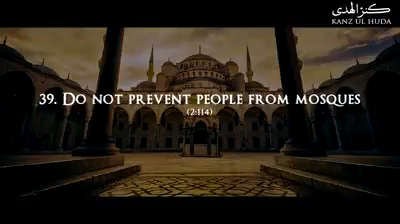 كنز الهدى
KANZ UL HUDA
39. DO NOT PREVENT PEOPLE FROM MOSQUES
(2:114)